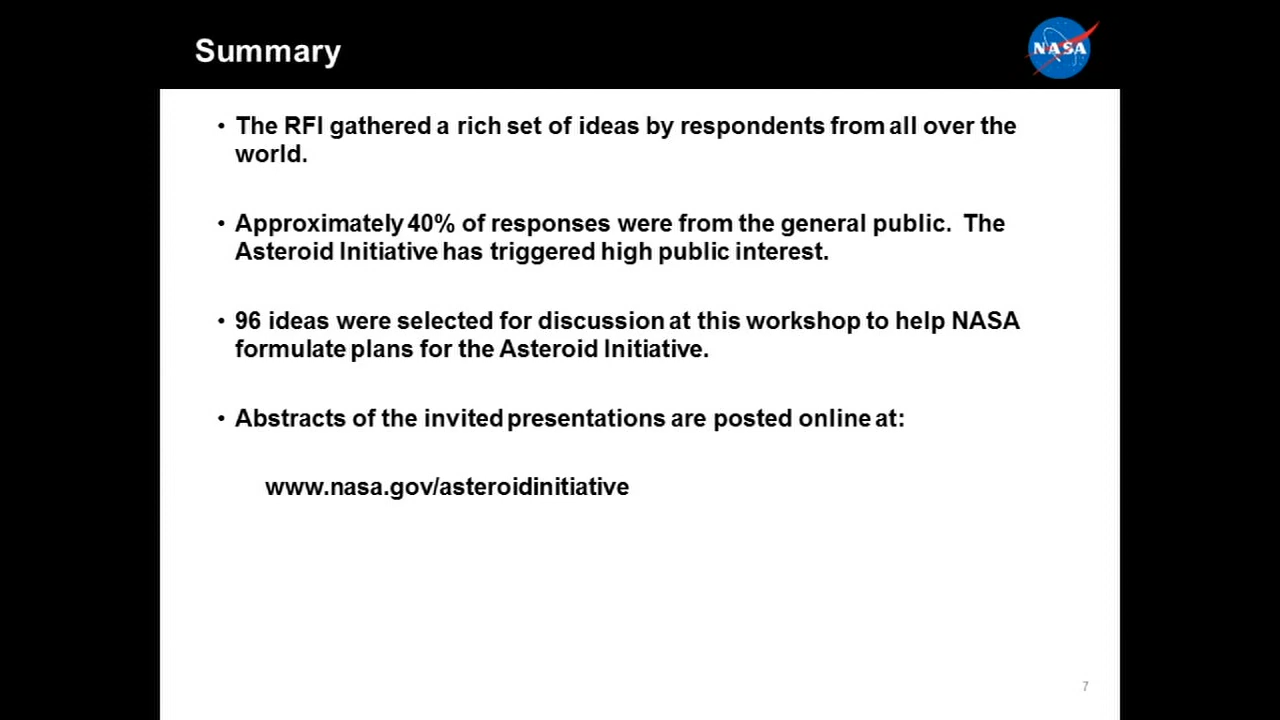 Summary
NASA
• The RFI gathered a rich set of ideas by respondents from all over the
world.
• Approximately 40% of responses were from the general public.  The
Asteroid Initiative has triggered high public interest.
• 96 ideas were selected for discussion at this workshop to help NASA
formulate plans for the Asteroid Initiative.
• Abstracts of the invited presentations are posted online at:
www.nasa.gov/asteroidinitiative
7